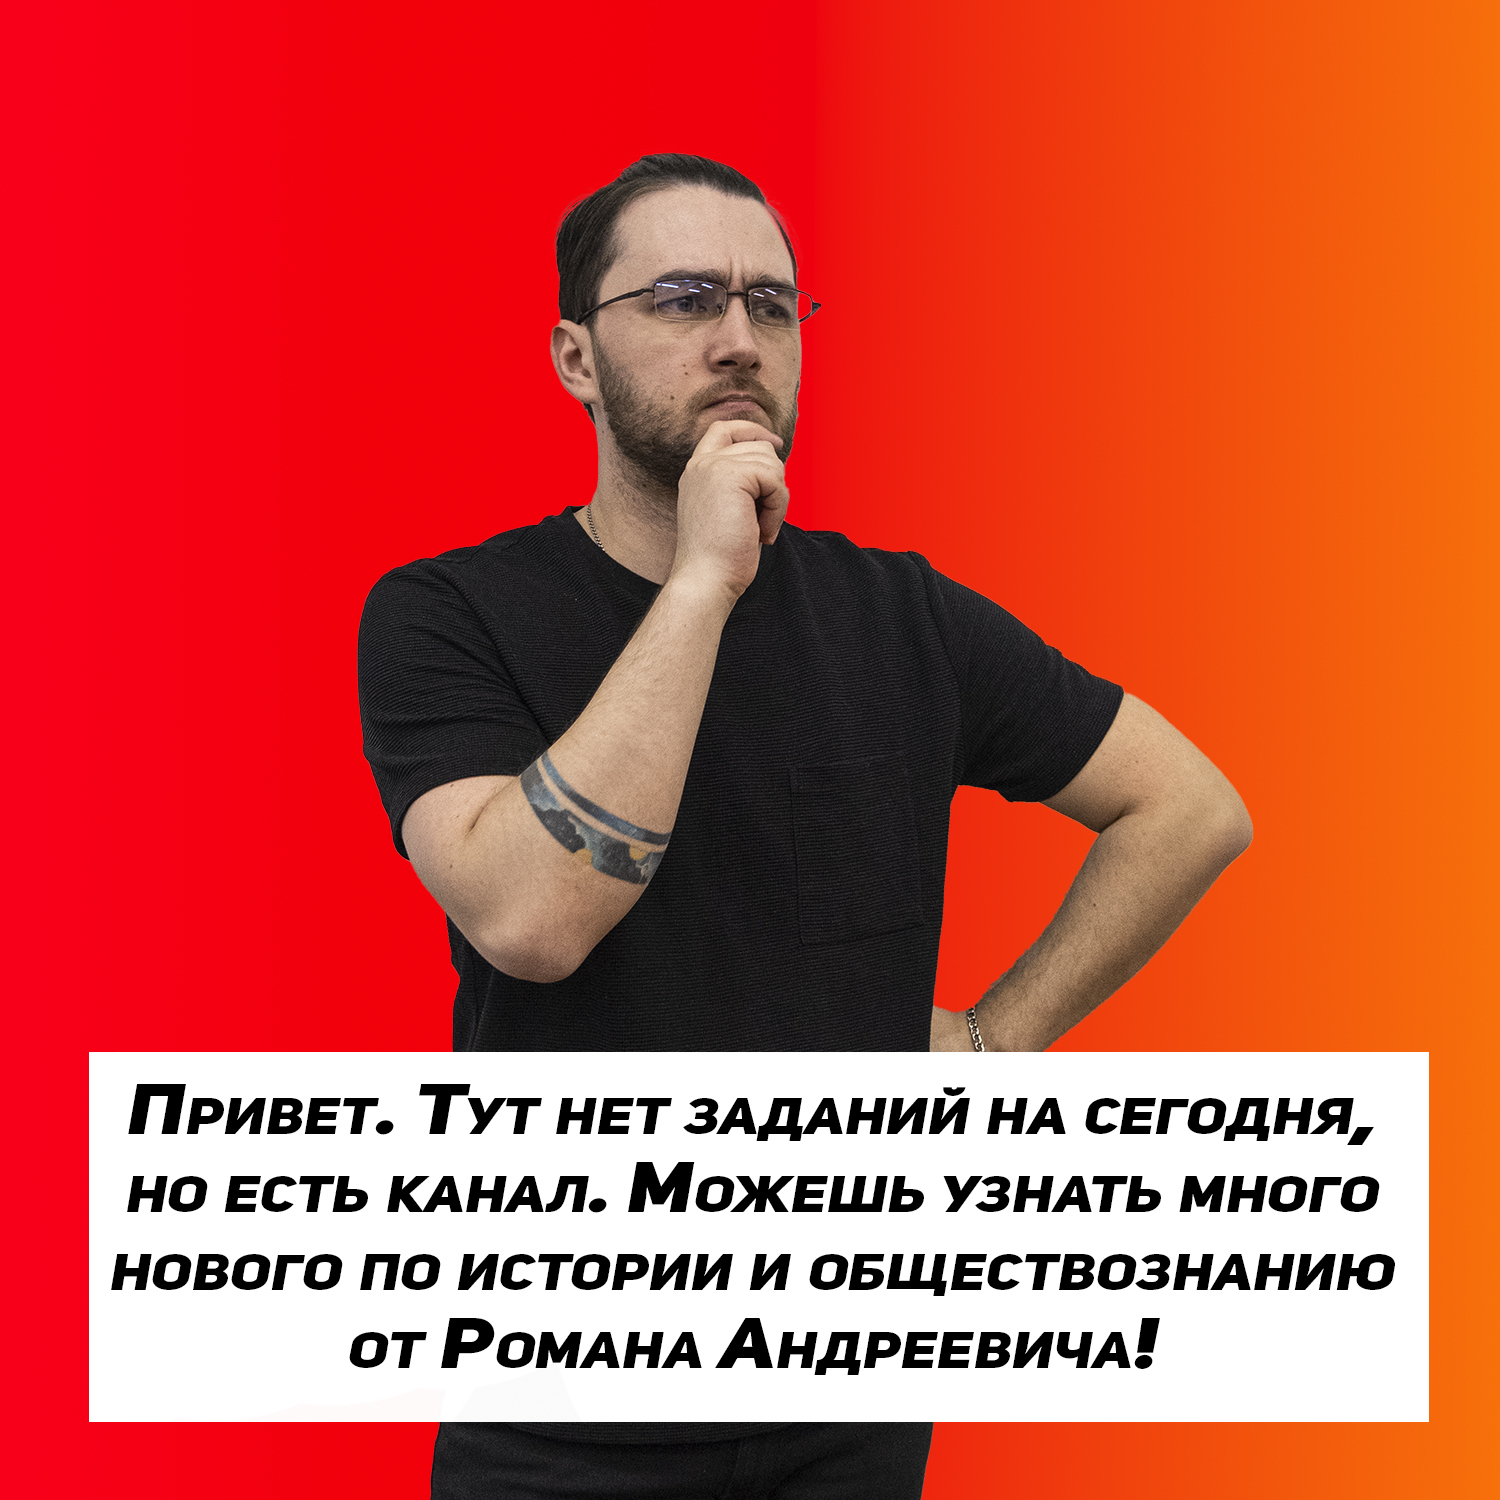 Привет. Тут нет заданий на сегодня,
но есть канал. Можешь узнать много
нового по истории и обществознанию
от Романа Андреевича!